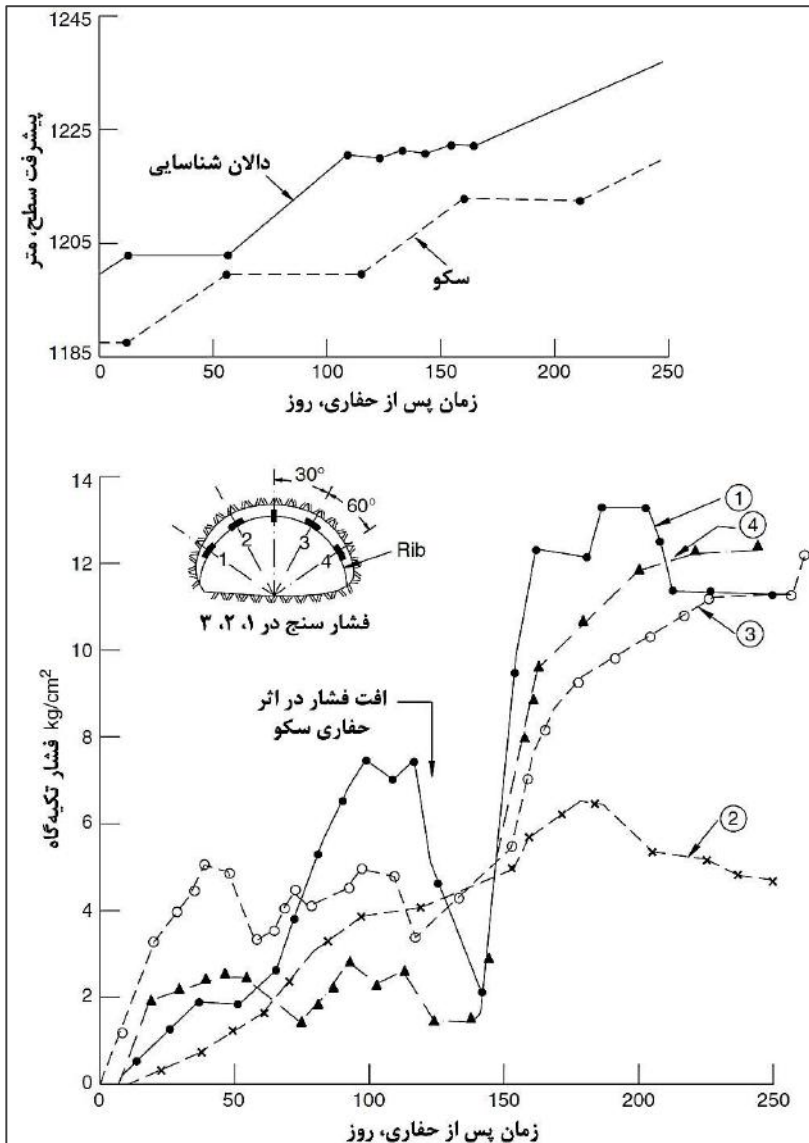 1245
1225
1205
1185
پیشرفت سطح، متر
دالان شناسایی
سکو
0 50 100 150 200 250
زمان پس از حفاری، روز
14
12
10
8
6
4
2
0
فشار تکیه‌گاه kg/cm²
30°
60°
1 2 3 4
Rib
فشار سنج در ۱، ۲، ۳
افت فشار در اثر
حفاری سکو
1
4
3
2
0 50 100 150 200 250
زمان پس از حفاری، روز